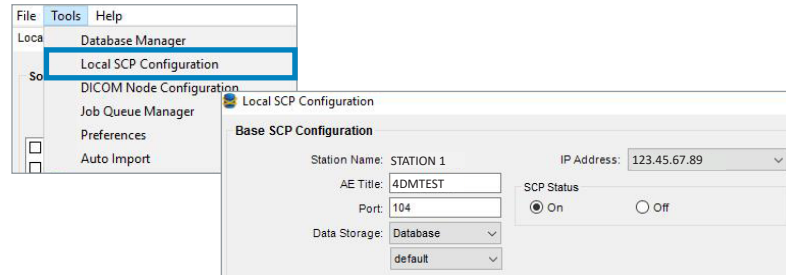 File Tools Help
Loca
Database Manager
Local SCP Configuration
So
DICOM Node Configuration
Job Queue Manager
Preferences
Auto Import
Local SCP Configuration
Base SCP Configuration
Station Name: STATION 1
IP Address: 123.45.67.89
AE Title: 4DMTEST
SCP Status
Port: 104
On Off
Data Storage: Database
default